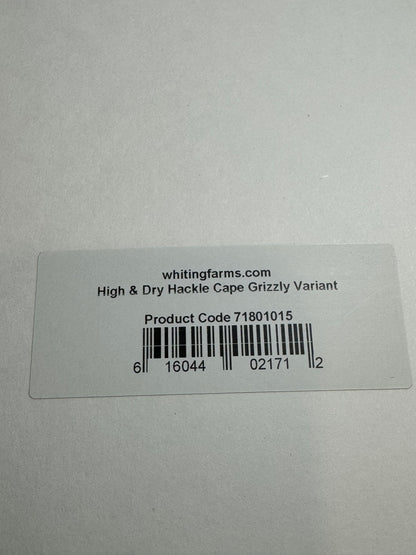 whitingfarms.com
High & Dry Hackle Cape Grizzly Variant
Product Code 71801015
6 16044 02171 2